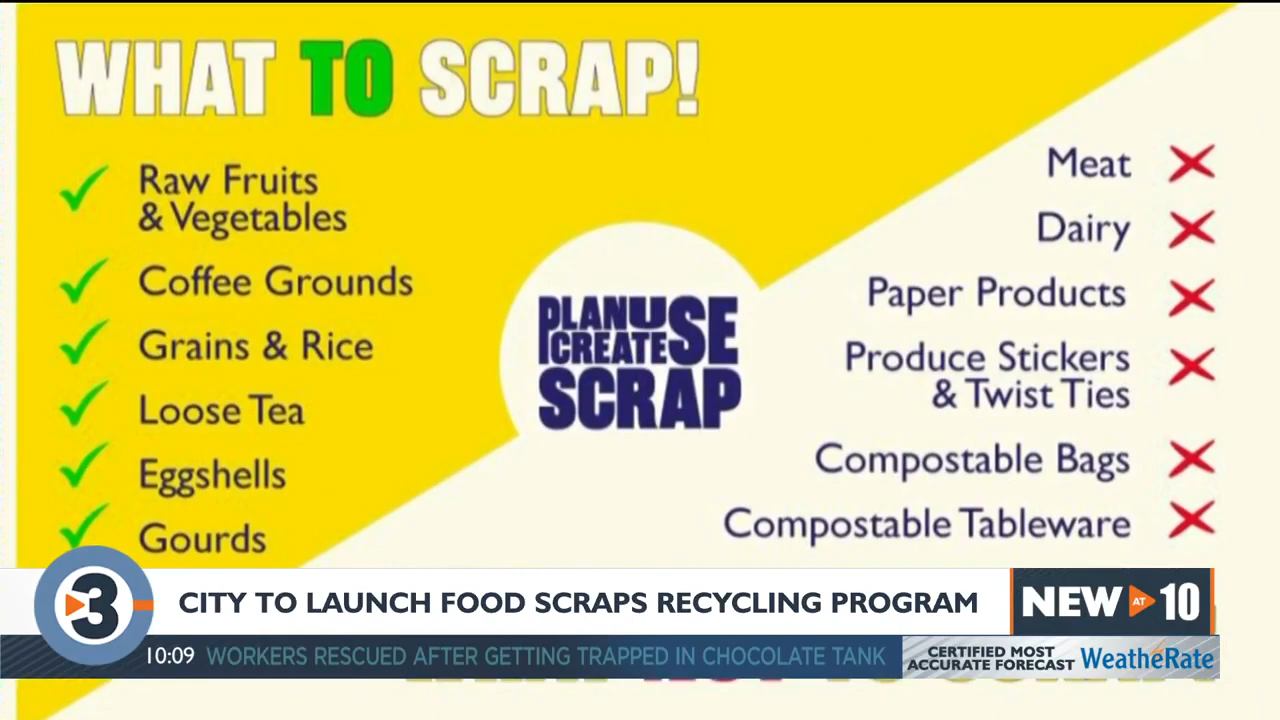 WHAT TO SCRAP!
Raw Fruits
& Vegetables
Coffee Grounds
Grains & Rice
Loose Tea
Eggshells
Gourds
PLAN USE
CREATE
SCRAP
Meat
Dairy
Paper Products
Produce Stickers
& Twist Ties
Compostable Bags
Compostable Tableware
3
CITY TO LAUNCH FOOD SCRAPS RECYCLING PROGRAM
NEW AT 10
10:09 WORKERS RESCUED AFTER GETTING TRAPPED IN CHOCOLATE TANK
CERTIFIED MOST
ACCURATE FORECAST
WeatheRate